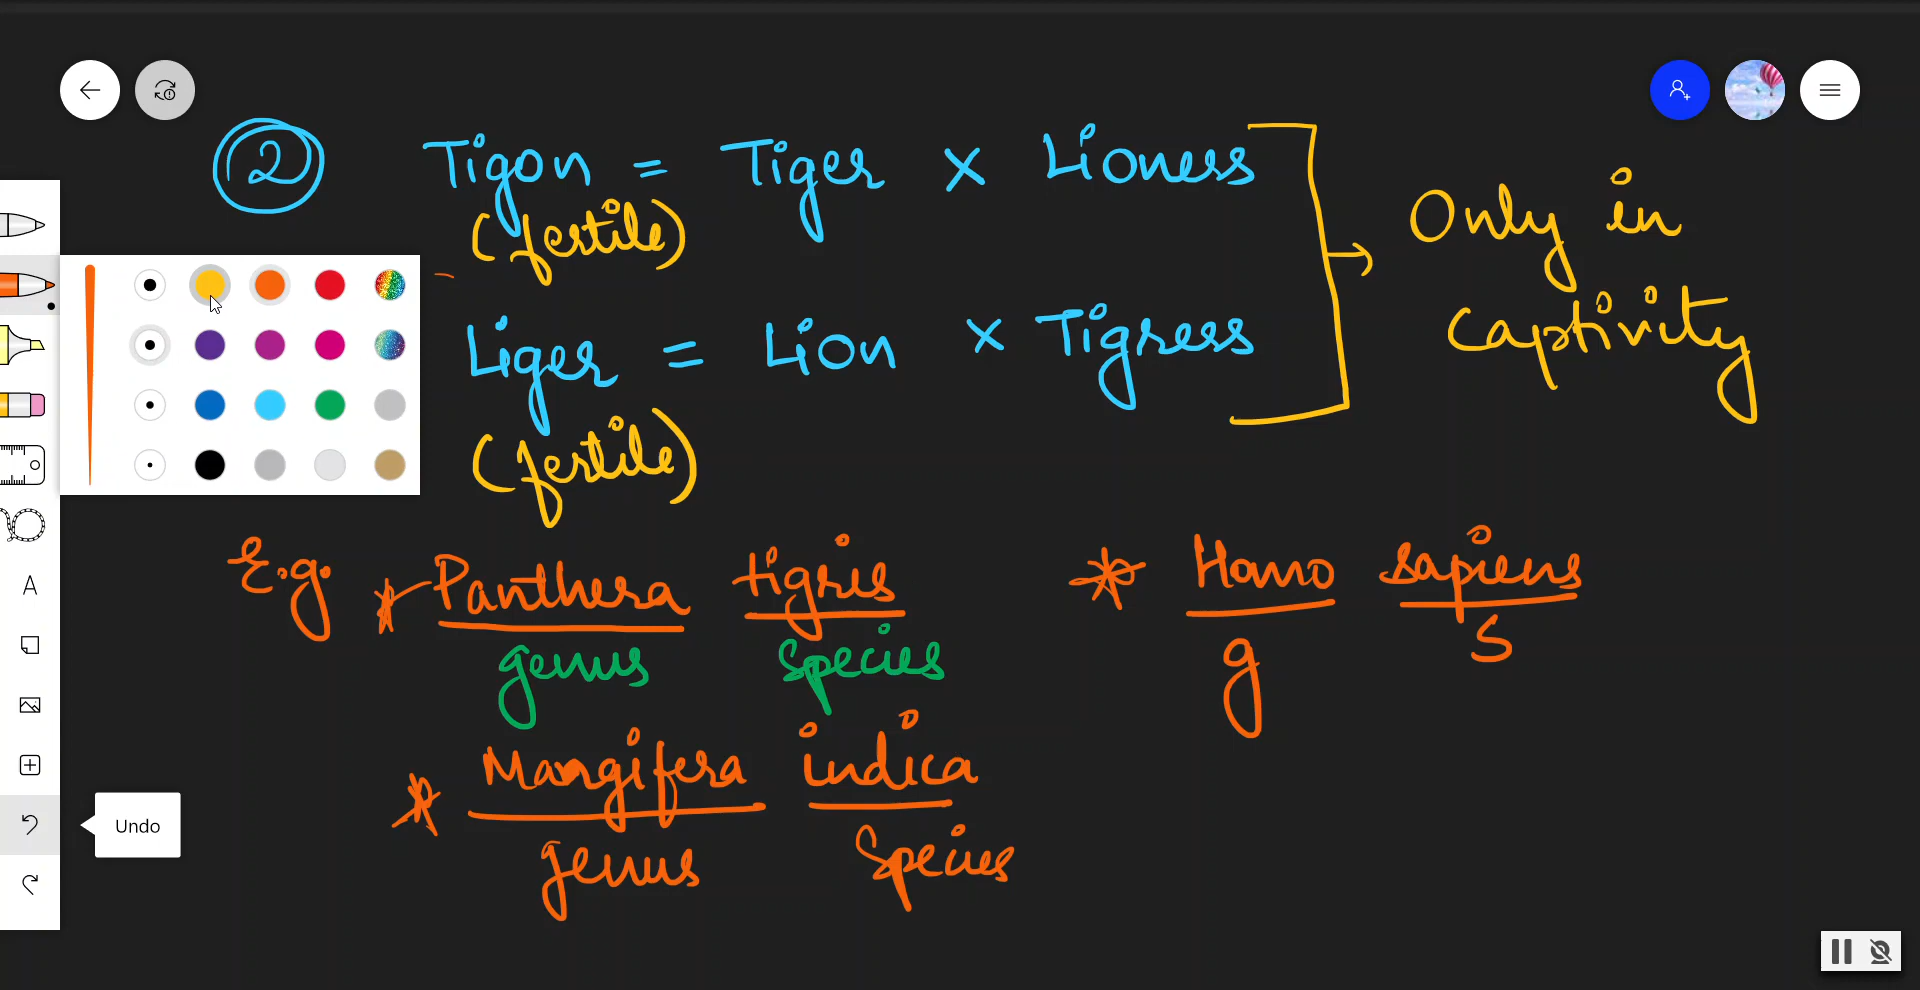 ② Tigon = Tiger × Lioness
(fertile)
Liger = Lion × Tigress
(fertile)
→ Only in
Captivity
E.g. * Panthera tigris
genus species
* Homo sapiens
g S
* Mangifera indica
genus Species
A
Undo